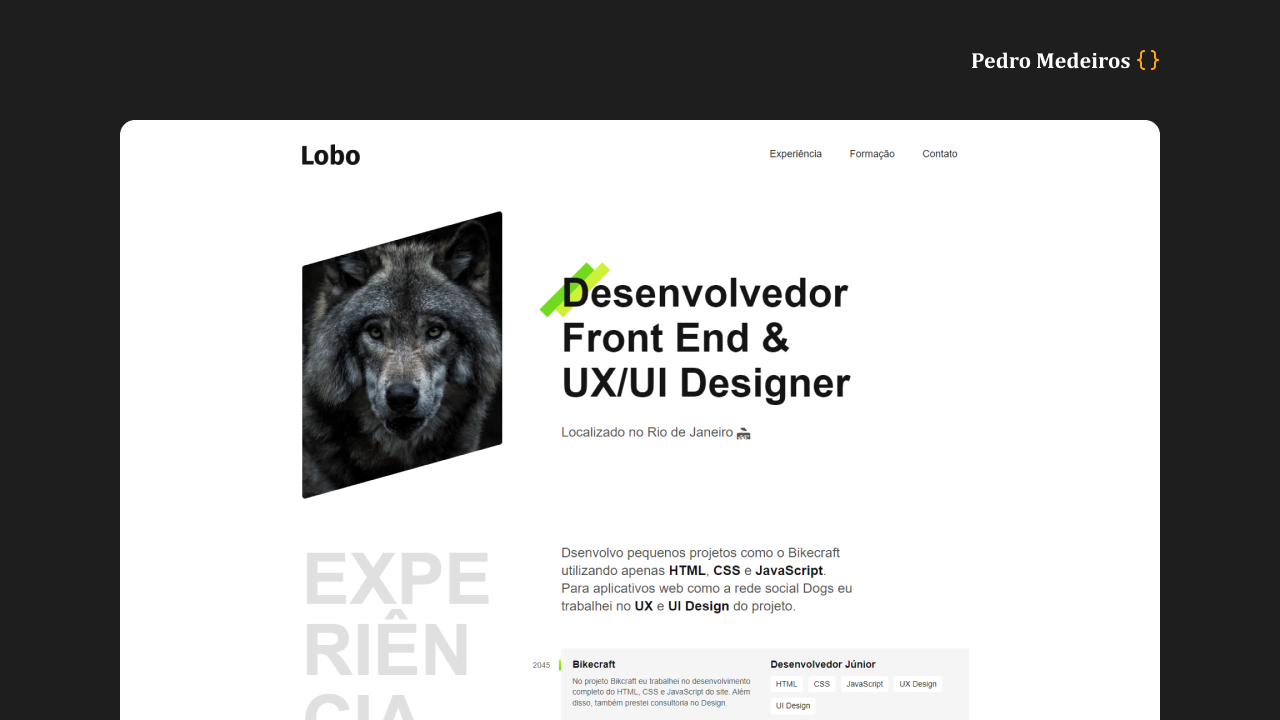 Pedro Medeiros {}
Lobo
Experiência Formação Contato
Desenvolvedor
Front End &
UX/UI Designer
Localizado no Rio de Janeiro
EXPE
RIÊN
CIA
Dsenvolvo pequenos projetos como o Bikecraft
utilizando apenas HTML, CSS e JavaScript.
Para aplicativos web como a rede social Dogs eu
trabalhei no UX e UI Design do projeto.
2045
Bikecraft
No projeto Bikcraft eu trabalhei no desenvolvimento
completo do HTML, CSS e JavaScript do site. Além
disso, também prestei consultoria no Design.
Desenvolvedor Júnior
HTML CSS JavaScript UX Design
UI Design